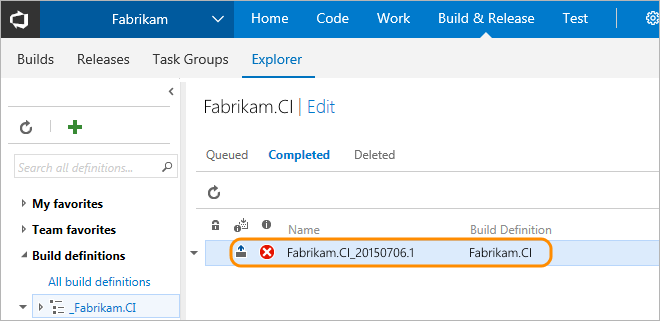 Fabrikam Home Code Work Build & Release Test
Builds Releases Task Groups Explorer
Fabrikam.CI | Edit
Queued Completed Deleted
Search all definitions...
My favorites
Team favorites
Build definitions
All build definitions
_Fabrikam.CI
Name Build Definition
Fabrikam.CI_20150706.1 Fabrikam.CI